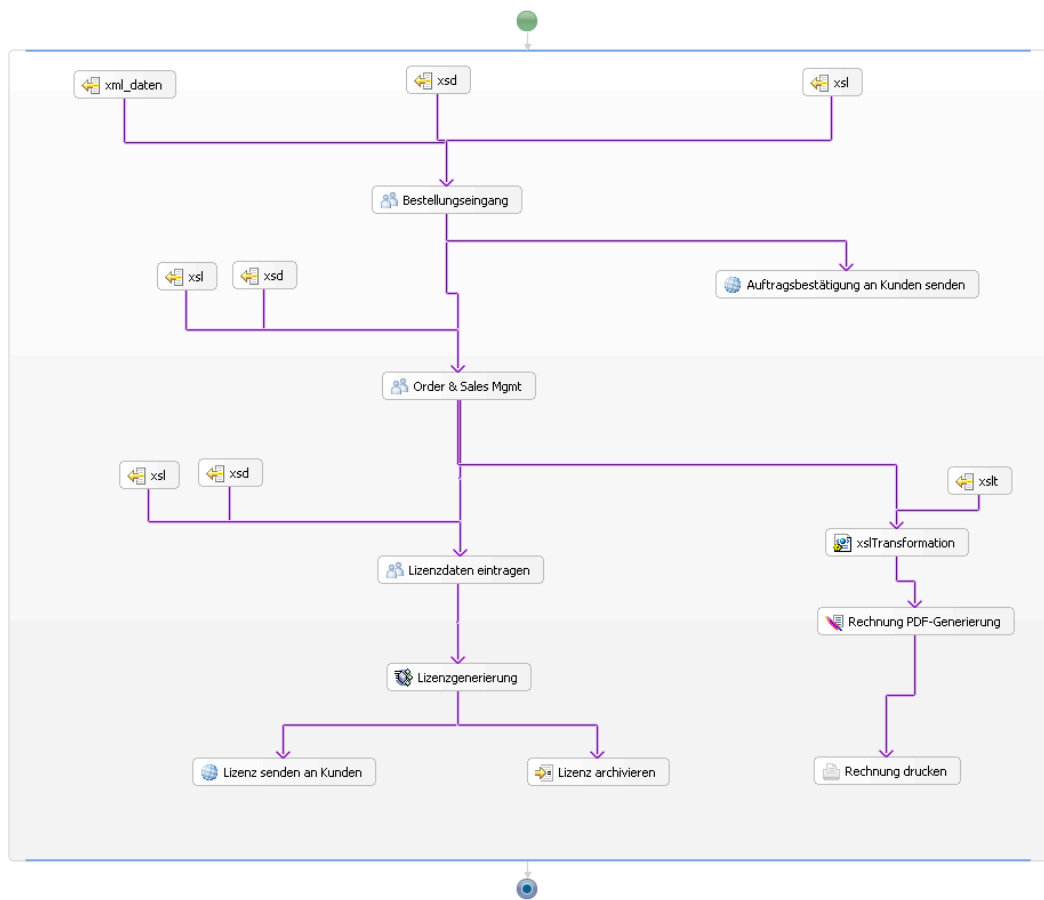 xml_daten
xsd
xsl
Bestellungseingang
xsl
xsd
Auftragsbestätigung an Kunden senden
Order & Sales Mgmt
xsl
xsd
xslt
xslTransformation
Lizenzdaten eintragen
Rechnung PDF-Generierung
Lizenzgenerierung
Lizenz senden an Kunden
Lizenz archivieren
Rechnung drucken